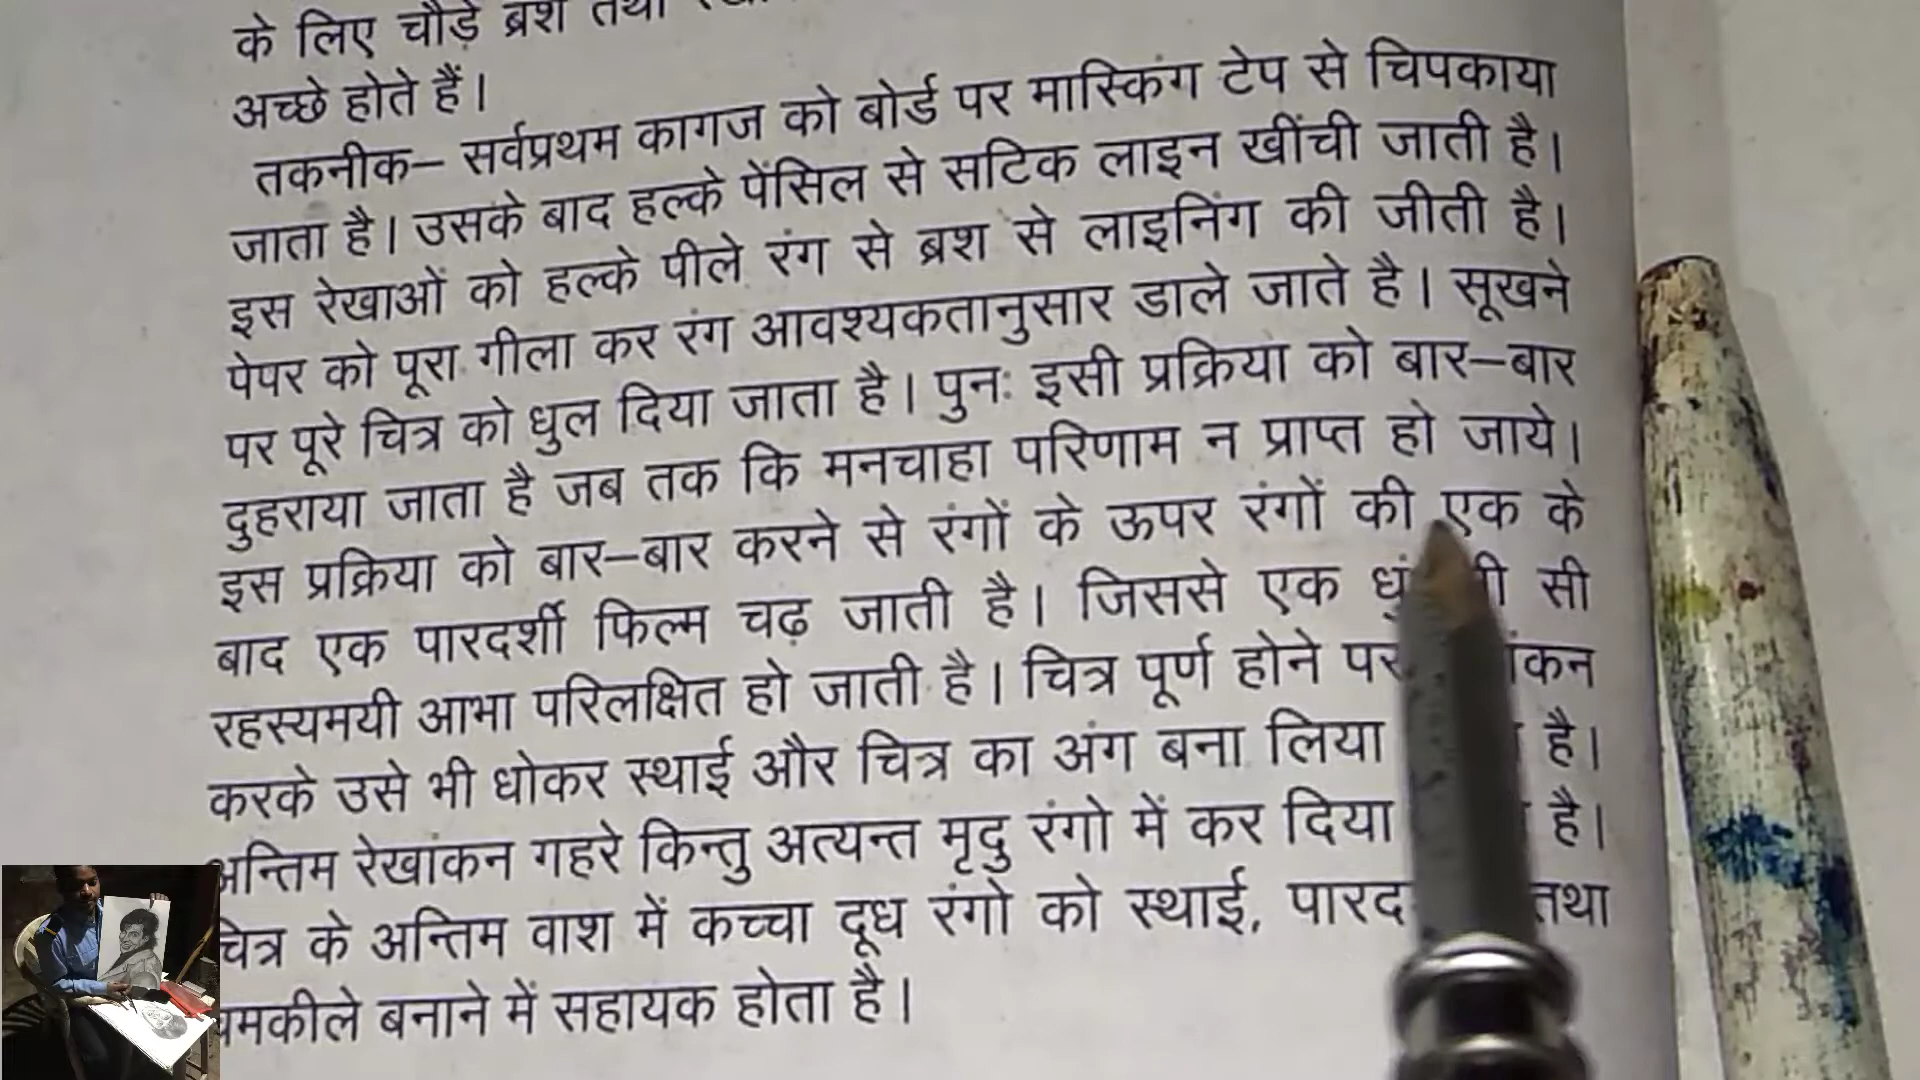 के लिए चौड़े ब्रश तथा
अच्छे होते हैं।
तकनीक– सर्वप्रथम कागज को बोर्ड पर मास्किंग टेप से चिपकाया
जाता है। उसके बाद हल्के पेंसिल से सटिक लाइन खींची जाती है।
इस रेखाओं को हल्के पीले रंग से ब्रश से लाइनिंग की जीती है।
पेपर को पूरा गीला कर रंग आवश्यकतानुसार डाले जाते है। सूखने
पर पूरे चित्र को धुल दिया जाता है। पुनः इसी प्रक्रिया को बार–बार
दुहराया जाता है जब तक कि मनचाहा परिणाम न प्राप्त हो जाये।
इस प्रक्रिया को बार–बार करने से रंगों के ऊपर रंगों की एक के
बाद एक पारदर्शी फिल्म चढ़ जाती है। जिससे एक सी
रहस्यमयी आभा परिलक्षित हो जाती है। चित्र पूर्ण होने पर
करके उसे भी धोकर स्थाई और चित्र का अंग बना लिया है।
अन्तिम रेखांकन गहरे किन्तु अत्यन्त मृदु रंगो में कर दिया है।
चित्र के अन्तिम वाश में कच्चा दूध रंगो को स्थाई, तथा
चमकीले बनाने में सहायक होता है।